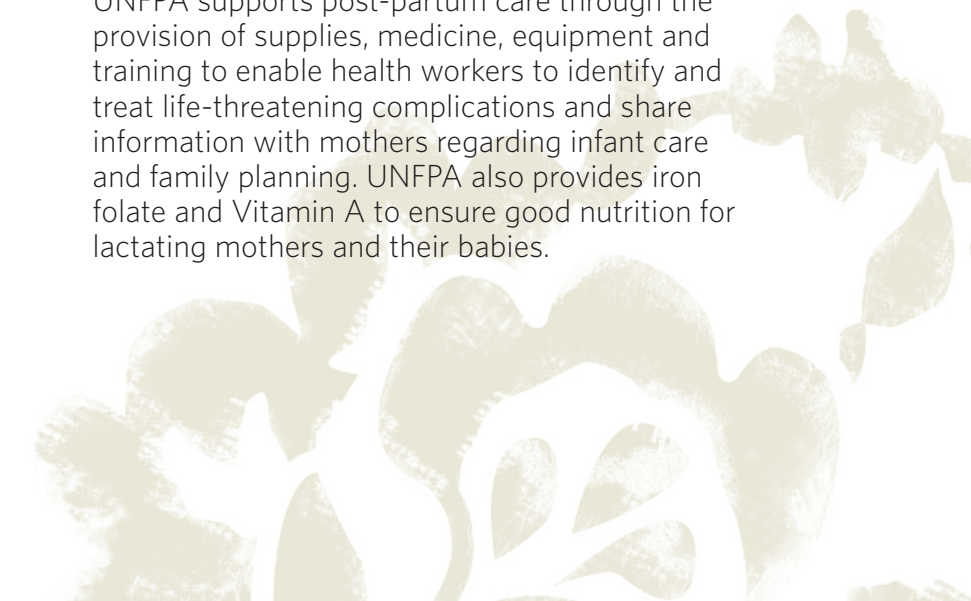 UNFPA supports post-partum care through the
provision of supplies, medicine, equipment and
training to enable health workers to identify and
treat life-threatening complications and share
information with mothers regarding infant care
and family planning. UNFPA also provides iron
folate and Vitamin A to ensure good nutrition for
lactating mothers and their babies.